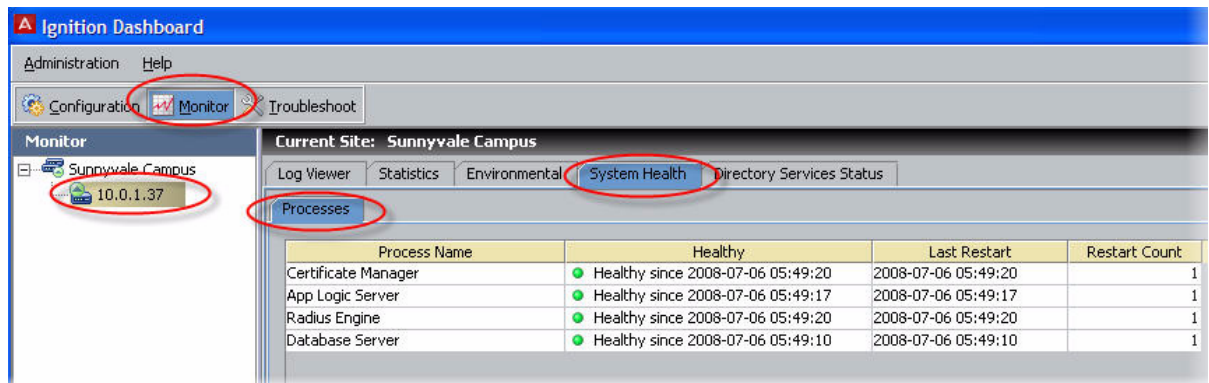 Ignition Dashboard
Administration Help
Configuration Monitor Troubleshoot
Monitor
Current Site: Sunnyvale Campus
Sunnyvale Campus
10.0.1.37
Log Viewer Statistics Environmental System Health Directory Services Status
Processes
Process Name Healthy Last Restart Restart Count
Certificate Manager Healthy since 2008-07-06 05:49:20 2008-07-06 05:49:20 1
App Logic Server Healthy since 2008-07-06 05:49:17 2008-07-06 05:49:17 1
Radius Engine Healthy since 2008-07-06 05:49:20 2008-07-06 05:49:20 1
Database Server Healthy since 2008-07-06 05:49:10 2008-07-06 05:49:10 1